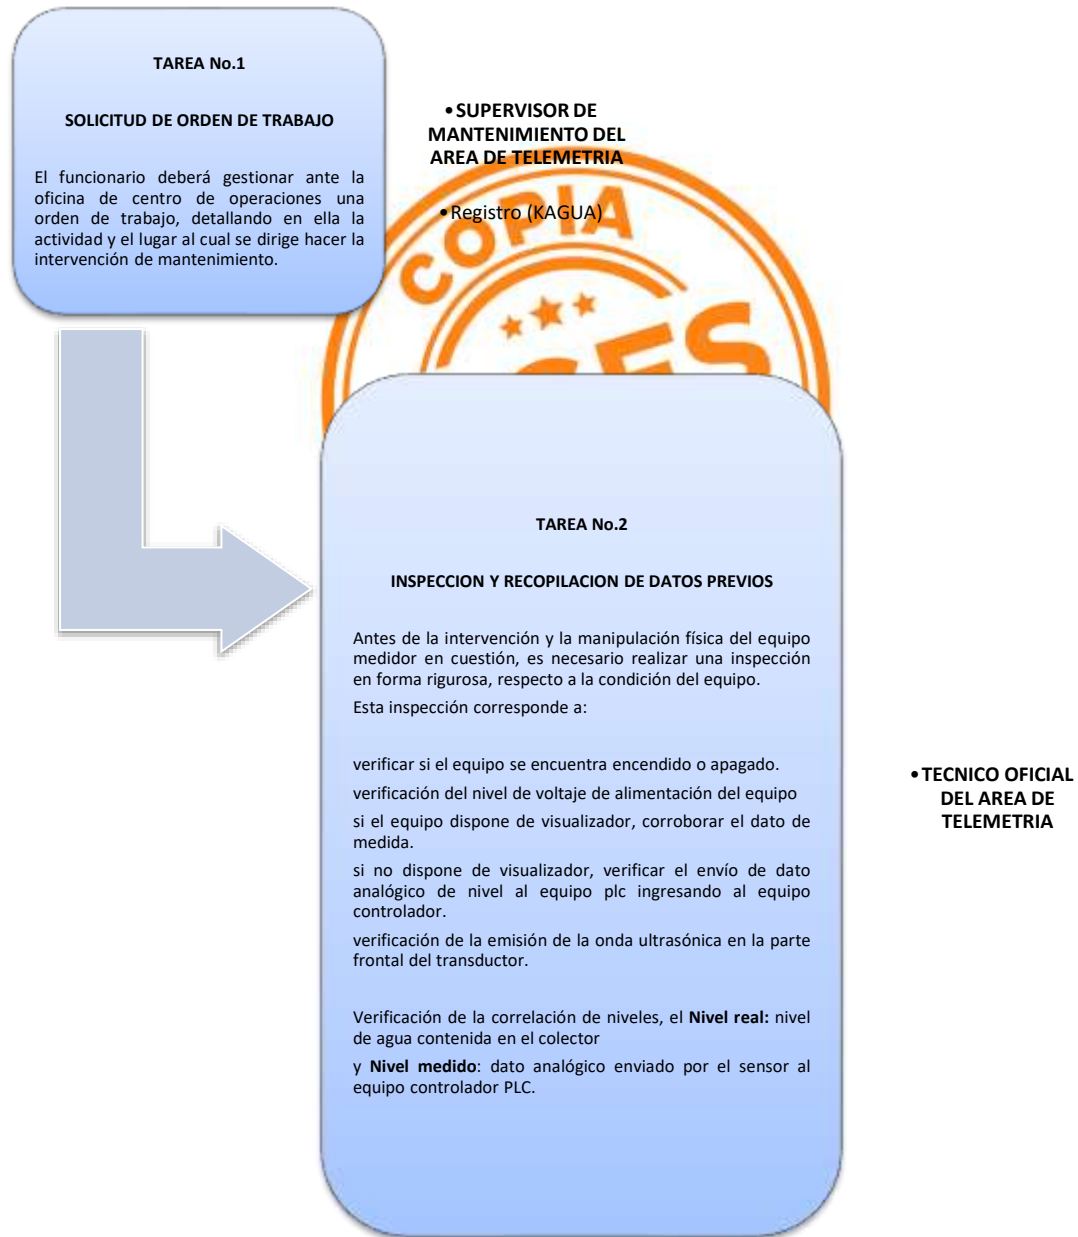 TAREA No.1
SOLICITUD DE ORDEN DE TRABAJO
El funcionario deberá gestionar ante la
oficina de centro de operaciones una
orden de trabajo, detallando en ella la
actividad y el lugar al cual se dirige hacer la
intervención de mantenimiento.
•SUPERVISOR DE
MANTENIMIENTO DEL
AREA DE TELEMETRIA
•Registro (KAGUA)
COPIA
TAREA No.2
INSPECCION Y RECOPILACION DE DATOS PREVIOS
Antes de la intervención y la manipulación física del equipo
medidor en cuestión, es necesario realizar una inspección
en forma rigurosa, respecto a la condición del equipo.
Esta inspección corresponde a:
verificar si el equipo se encuentra encendido o apagado.
verificación del nivel de voltaje de alimentación del equipo
si el equipo dispone de visualizador, corroborar el dato de
medida.
si no dispone de visualizador, verificar el envío de dato
analógico de nivel al equipo plc ingresando al equipo
controlador.
verificación de la emisión de la onda ultrasónica en la parte
frontal del transductor.
Verificación de la correlación de niveles, el Nivel real: nivel
de agua contenida en el colector
y Nivel medido: dato analógico enviado por el sensor al
equipo controlador PLC.
•TECNICO OFICIAL
DEL AREA DE
TELEMETRIA